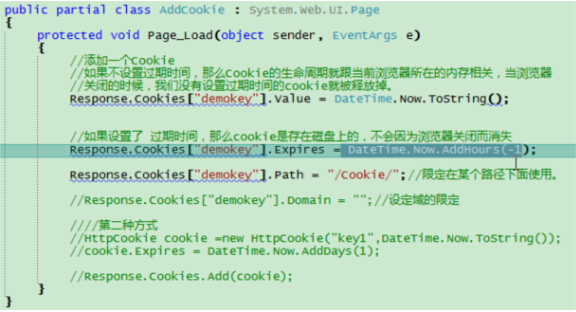 public partial class AddCookie : System.Web.UI.Page
{
protected void Page_Load(object sender, EventArgs e)
{
//添加一个Cookie
//如果不设置过期时间，那么Cookie的生命周期就跟当前浏览器所在的内存相关，当浏览器
//关闭的时候，我们没有设置过期时间的cookie就被释放掉。
Response.Cookies["demokey"].Value = DateTime.Now.ToString();
//如果设置了 过期时间，那么cookie是存在磁盘上的，不会因为浏览器关闭而消失
Response.Cookies["demokey"].Expires = DateTime.Now.AddHours(-1);
Response.Cookies["demokey"].Path = "/Cookie/";//限定在某个路径下面使用。
//Response.Cookies["demokey"].Domain = "";//设定域的限定
////第二种方式
//HttpCookie cookie =new HttpCookie("key1",DateTime.Now.ToString());
//cookie.Expires = DateTime.Now.AddDays(1);
//Response.Cookies.Add(cookie);
}
}